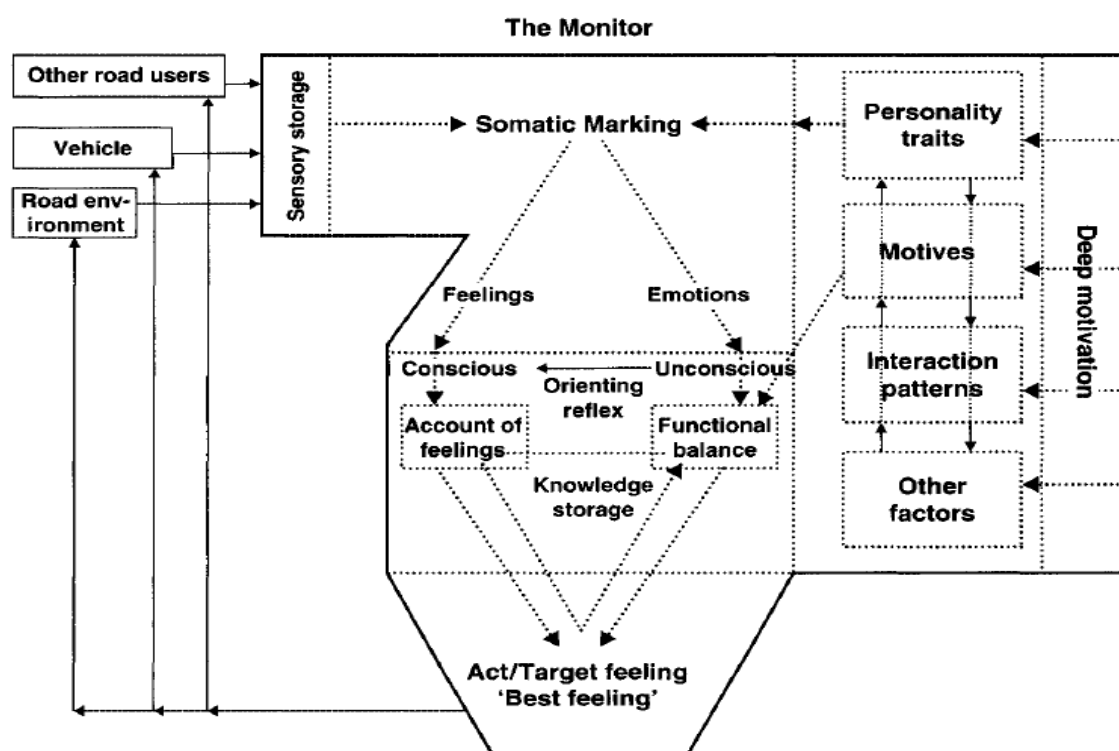 The Monitor
Other road users
Vehicle
Road env-
ironment
Sensory storage
Somatic Marking
Personality
traits
Motives
Interaction
patterns
Other
factors
Deep motivation
Feelings
Emotions
Conscious
Unconscious
Orienting
reflex
Account of
feelings
Functional
balance
Knowledge
storage
Act/Target feeling
‘Best feeling’